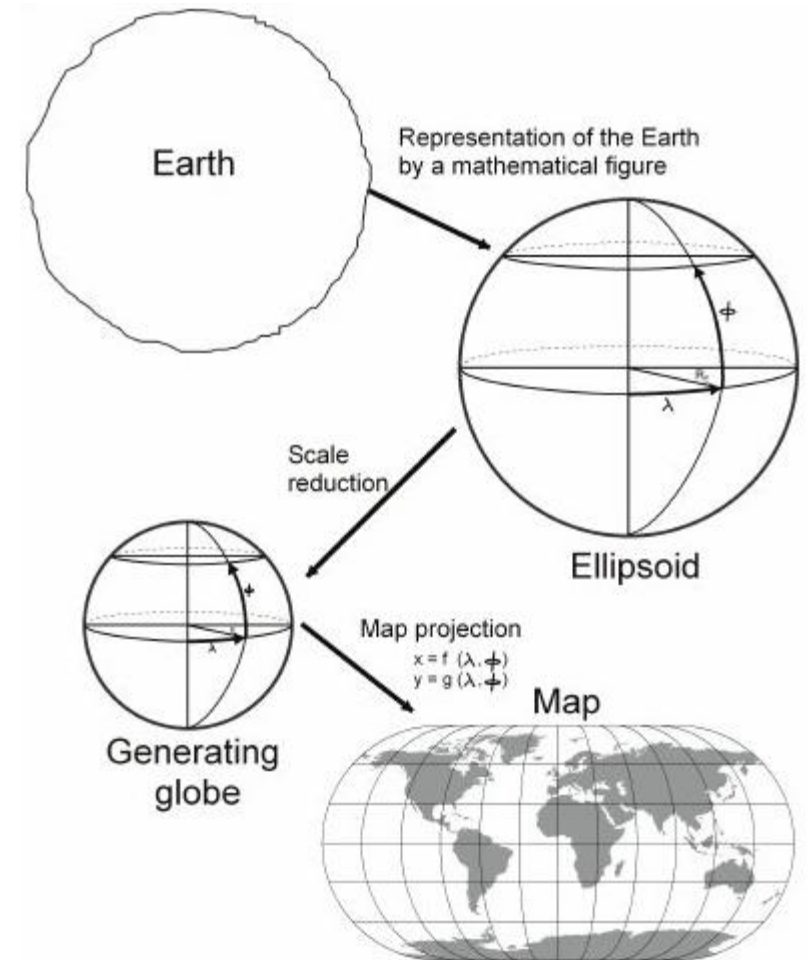 Earth
Representation of the Earth
by a mathematical figure
ϕ
λ
Ellipsoid
Scale
reduction
ϕ
λ
Generating
globe
Map projection
x = f (λ, ϕ)
y = g (λ, ϕ)
Map